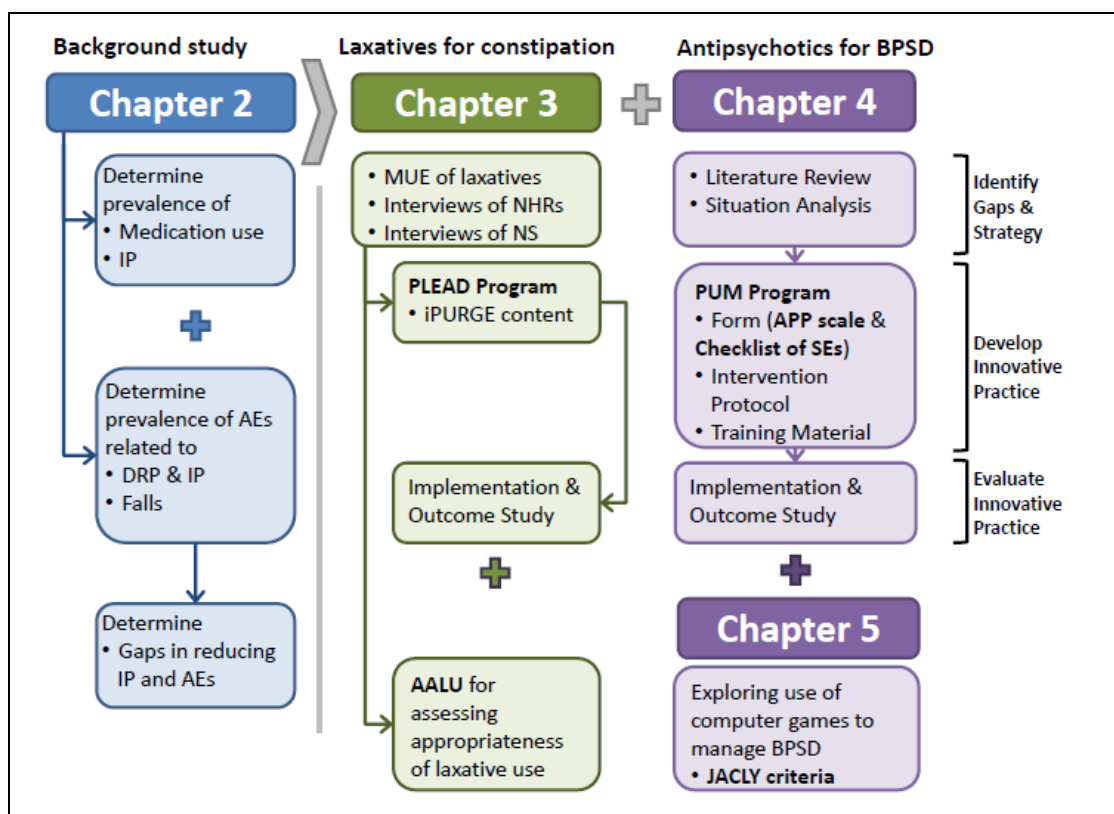 Background study
Chapter 2
Determine
prevalence of
• Medication use
• IP
Determine
prevalence of AEs
related to
• DRP & IP
• Falls
Determine
• Gaps in reducing
IP and AEs
Laxatives for constipation
Chapter 3
• MUE of laxatives
• Interviews of NHRs
• Interviews of NS
PLEAD Program
• iPURGE content
Implementation &
Outcome Study
AALU for
assessing
appropriateness
of laxative use
Antipsychotics for BPSD
Chapter 4
• Literature Review
• Situation Analysis
PUM Program
• Form (APP scale &
Checklist of SEs)
• Intervention
Protocol
• Training Material
Implementation &
Outcome Study
Chapter 5
Exploring use of
computer games to
manage BPSD
• JACLY criteria
Identify
Gaps &
Strategy
Develop
Innovative
Practice
Evaluate
Innovative
Practice